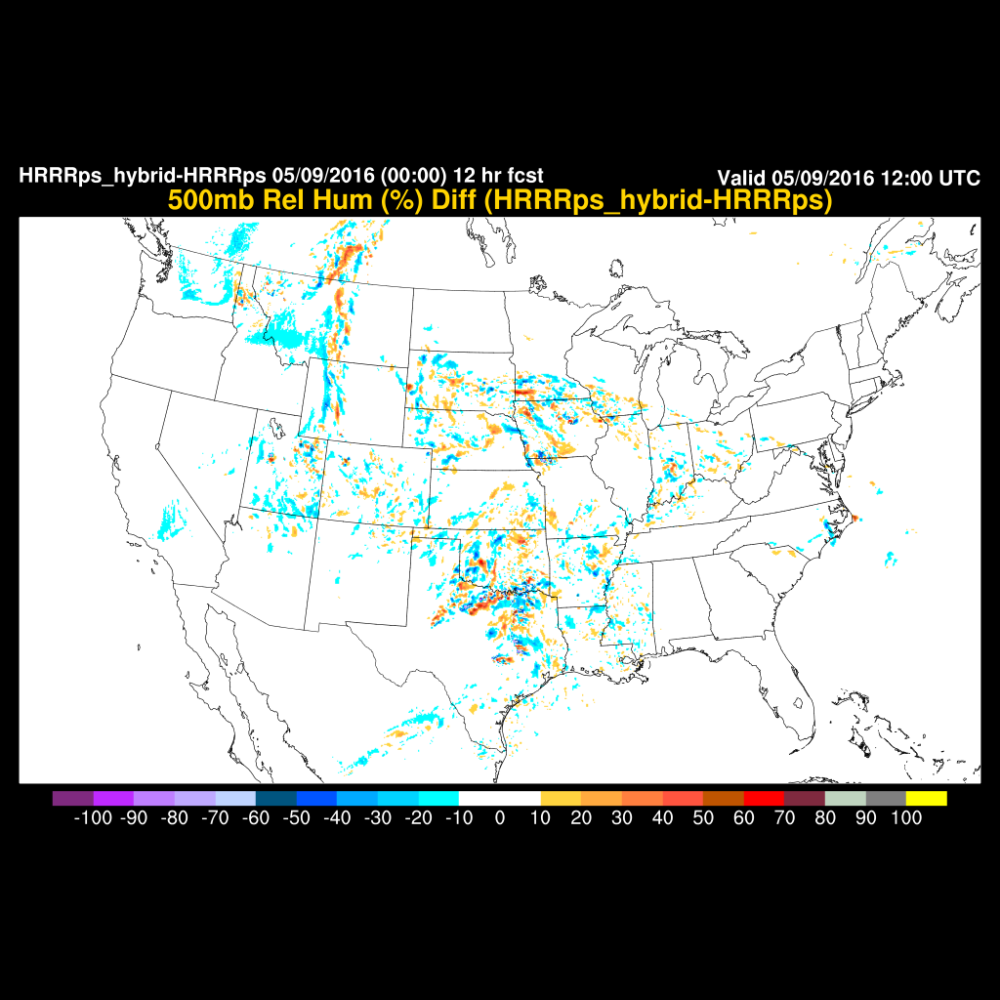 HRRRps_hybrid-HRRRps 05/09/2016 (00:00) 12 hr fcst
Valid 05/09/2016 12:00 UTC
500mb Rel Hum (%) Diff (HRRRps_hybrid-HRRRps)
-100 -90 -80 -70 -60 -50 -40 -30 -20 -10 0 10 20 30 40 50 60 70 80 90 100